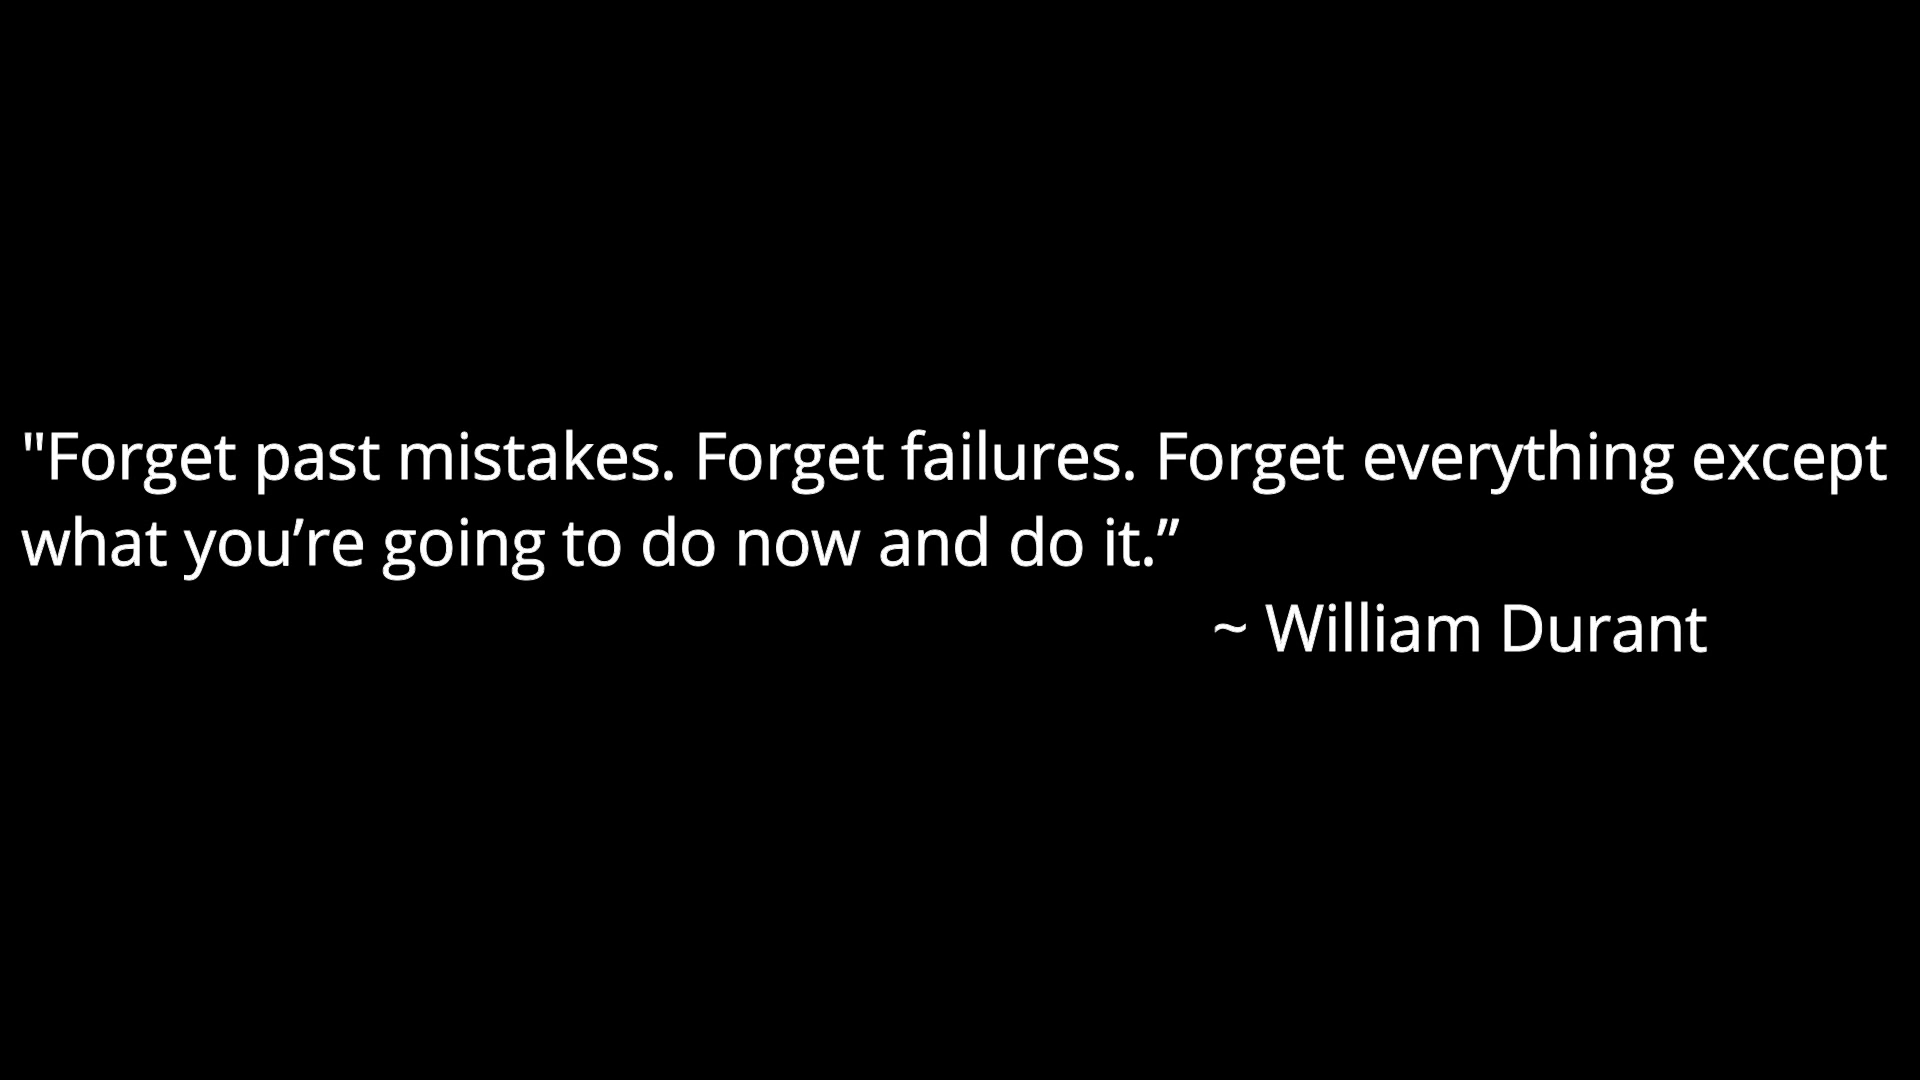 "Forget past mistakes. Forget failures. Forget everything except
what you’re going to do now and do it.”
~ William Durant